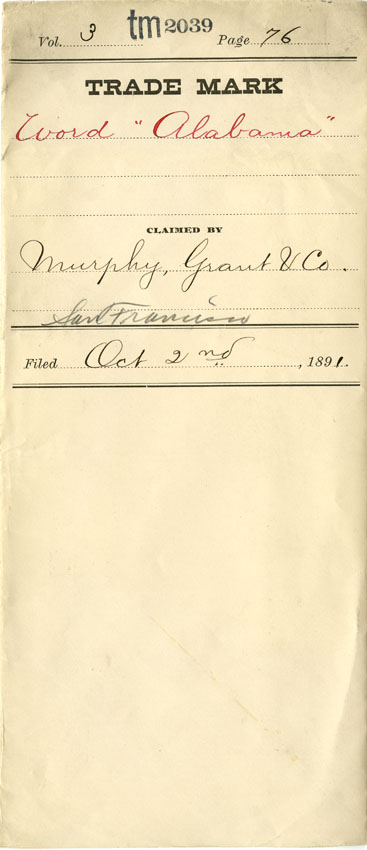 Vol. 3 tm 2039 Page 76
TRADE MARK
Word "Alabama"
CLAIMED BY
Murphy, Grant & Co.
San Francisco
Filed Oct 2nd, 1891.